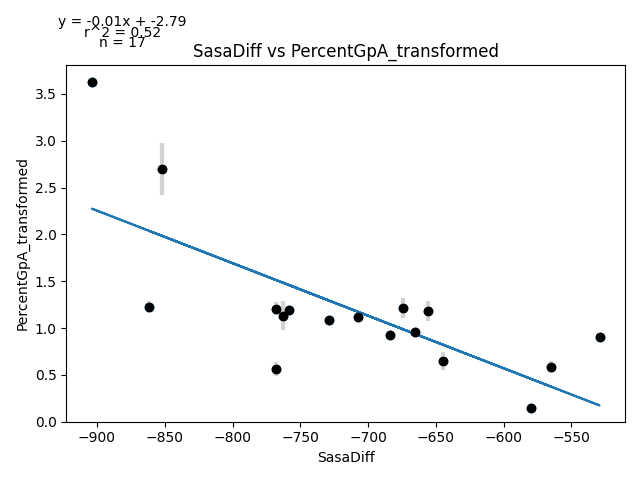 y = -0.01x + -2.79
r^2 = 0.52
n = 17
SasaDiff vs PercentGpA_transformed
3.5
3.0
2.5
2.0
1.5
1.0
0.5
0.0
PercentGpA_transformed
−900
−850
−800
−750
−700
−650
−600
−550
SasaDiff